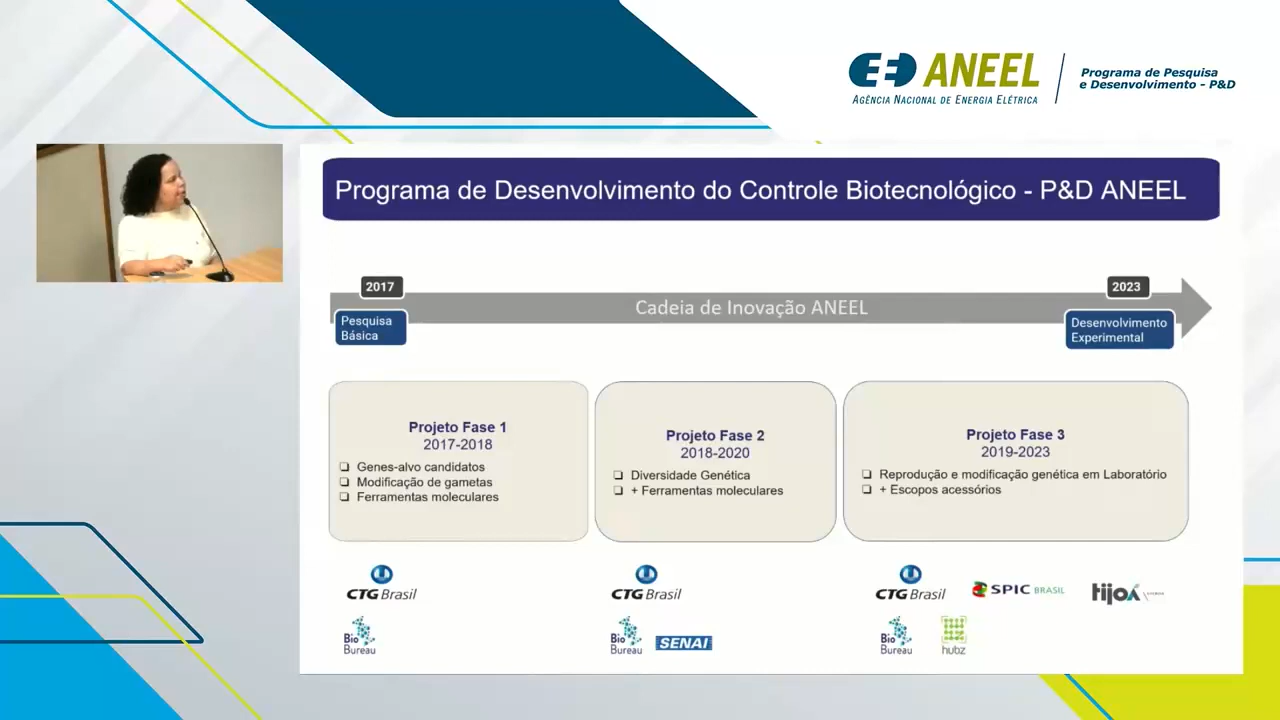 ANEEL
AGÊNCIA NACIONAL DE ENERGIA ELÉTRICA
Programa de Pesquisa
e Desenvolvimento - P&D
Programa de Desenvolvimento do Controle Biotecnológico - P&D ANEEL
2017
Cadeia de Inovação ANEEL
2023
Pesquisa
Básica
Desenvolvimento
Experimental
Projeto Fase 1
2017-2018
Genes-alvo candidatos
Modificação de gametas
Ferramentas moleculares
Projeto Fase 2
2018-2020
Diversidade Genética
+ Ferramentas moleculares
Projeto Fase 3
2019-2023
Reprodução e modificação genética em Laboratório
+ Escopos acessórios
CTG Brasil
Bio
Bureau
CTG Brasil
Bio
Bureau
SENAI
CTG Brasil
SPIC BRASIL
tijoá
Bio
Bureau
hubz